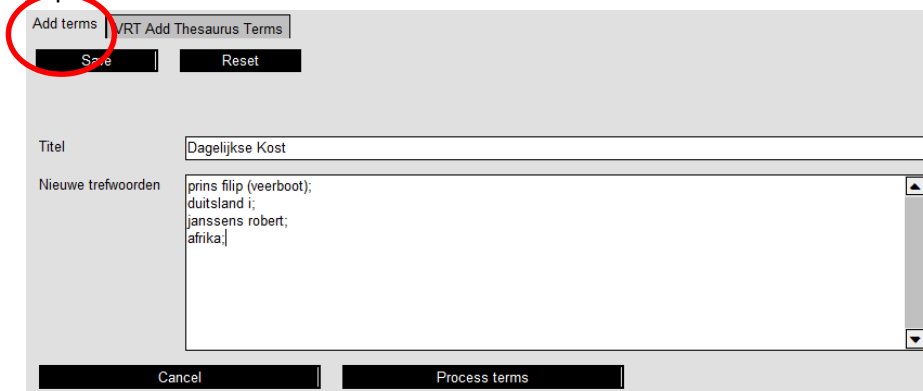 Add terms VRT Add Thesaurus Terms
Save Reset
Titel Dagelijkse Kost
Nieuwe trefwoorden prins filip (veerboot);
duitsland i;
janssens robert;
afrika;
Cancel Process terms